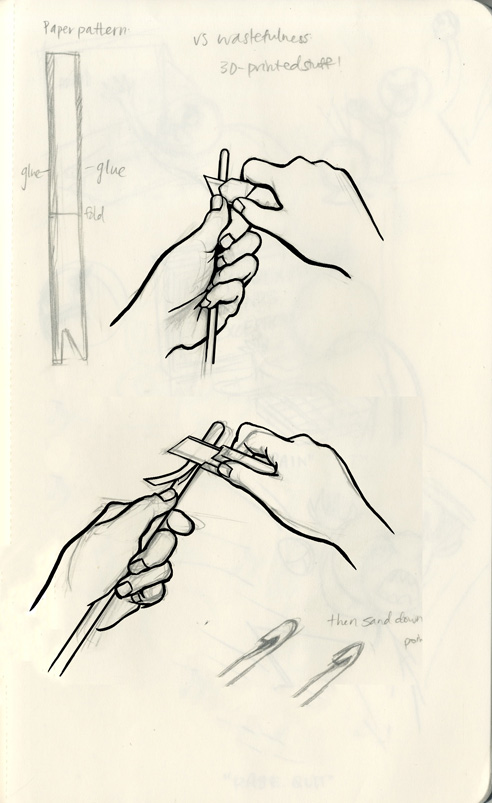 Paper pattern
vs wastefulness
3D-printed stuff!
glue
glue
fold
then sand down